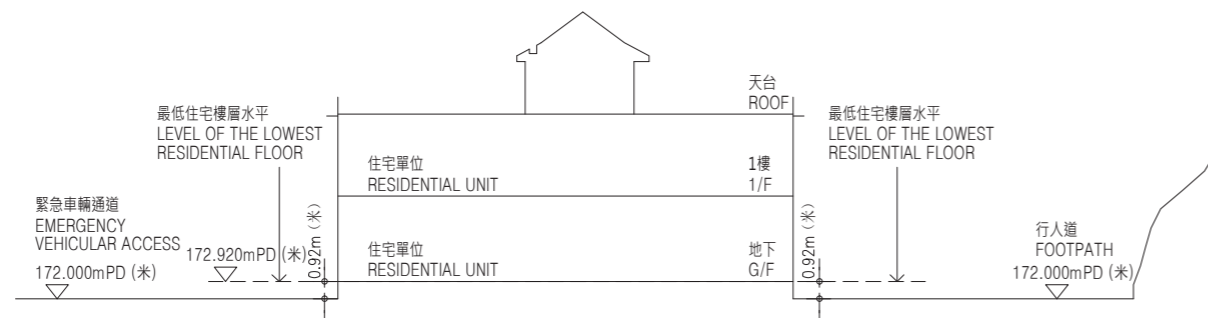 天台
ROOF
最低住宅樓層水平
LEVEL OF THE LOWEST
RESIDENTIAL FLOOR
最低住宅樓層水平
LEVEL OF THE LOWEST
RESIDENTIAL FLOOR
住宅單位
RESIDENTIAL UNIT
1樓
1/F
緊急車輛通道
EMERGENCY
VEHICULAR ACCESS
172.000mPD (米)
172.920mPD (米)
0.92m (米)
住宅單位
RESIDENTIAL UNIT
地下
G/F
0.92m (米)
行人道
FOOTPATH
172.000mPD (米)